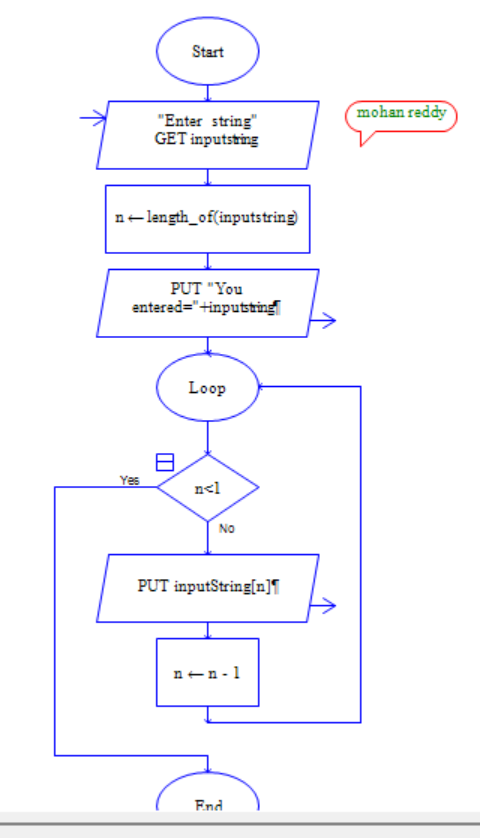 Start
"Enter string"
GET inputstring
mohan reddy
n ← length_of(inputstring)
PUT "You
entered="+inputstring¶
Loop
Yes
n<1
No
PUT inputString[n]¶
n ← n - 1
End